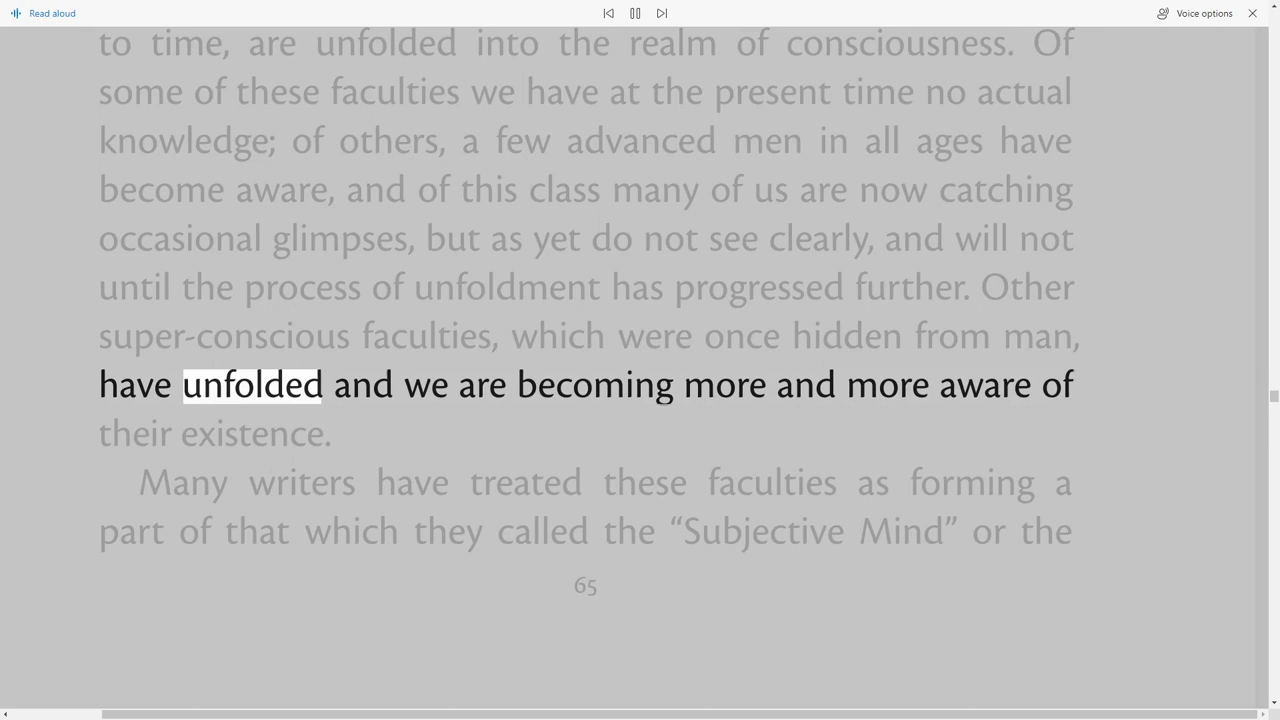 Read aloud
Voice options
to time, are unfolded into the realm of consciousness. Of
some of these faculties we have at the present time no actual
knowledge; of others, a few advanced men in all ages have
become aware, and of this class many of us are now catching
occasional glimpses, but as yet do not see clearly, and will not
until the process of unfoldment has progressed further. Other
super-conscious faculties, which were once hidden from man,
have unfolded and we are becoming more and more aware of
their existence.
Many writers have treated these faculties as forming a
part of that which they called the “Subjective Mind” or the
65